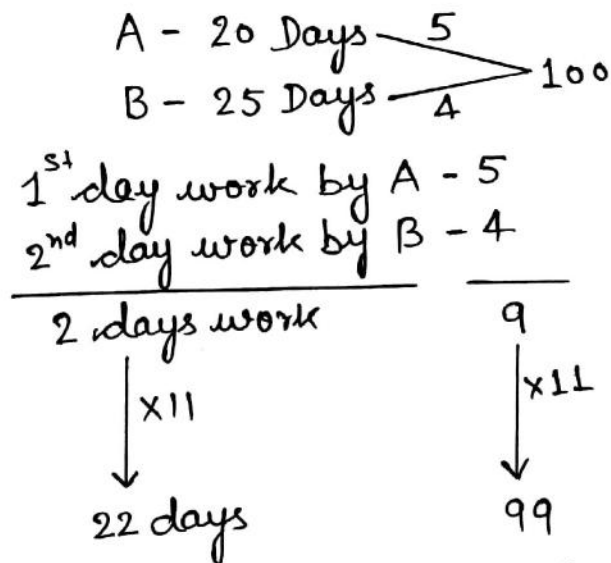 A - 20 Days 5
100
B - 25 Days 4
1st day work by A - 5
2nd day work by B - 4
2 days work 9
x11 x11
22 days 99